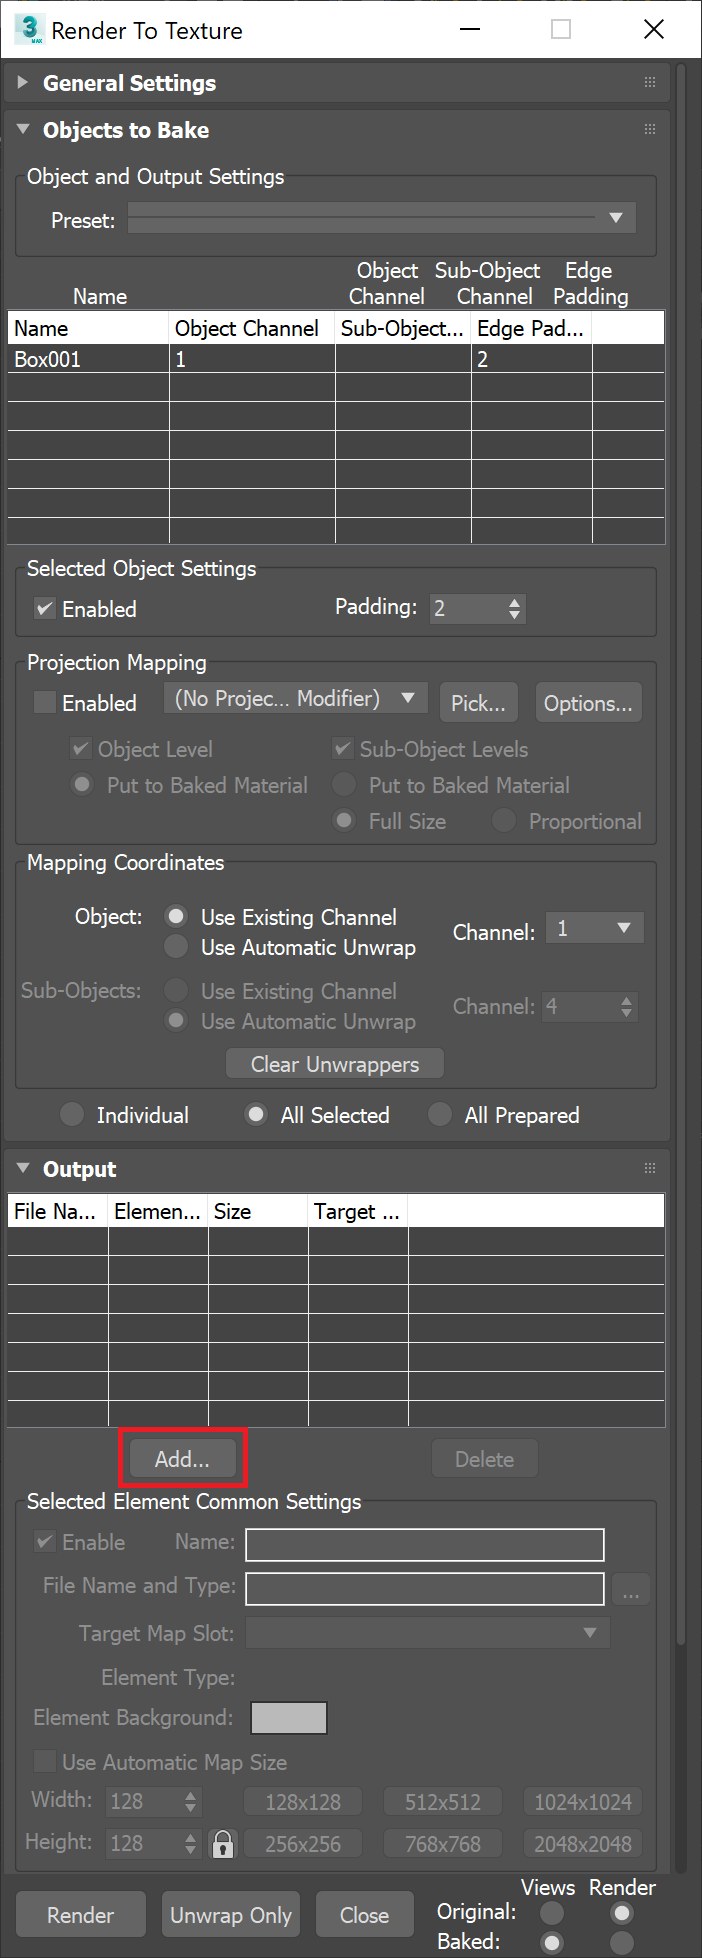 3 MAX Render To Texture
General Settings
Objects to Bake
Object and Output Settings
Preset:
Name Object Channel Sub-Object Channel Edge Padding
Name Object Channel Sub-Object... Edge Pad...
Box001 1 2
Selected Object Settings
Enabled Padding: 2
Projection Mapping
Enabled (No Projec... Modifier) Pick... Options...
Object Level Sub-Object Levels
Put to Baked Material Put to Baked Material
Full Size Proportional
Mapping Coordinates
Object: Use Existing Channel
Use Automatic Unwrap
Channel: 1
Sub-Objects: Use Existing Channel
Use Automatic Unwrap
Channel: 4
Clear Unwrappers
Individual All Selected All Prepared
Output
File Na... Elemen... Size Target ...
Add... Delete
Selected Element Common Settings
Enable Name:
File Name and Type: ...
Target Map Slot:
Element Type:
Element Background:
Use Automatic Map Size
Width: 128 128x128 512x512 1024x1024
Height: 128 256x256 768x768 2048x2048
Views Render
Render Unwrap Only Close Original:
Baked: